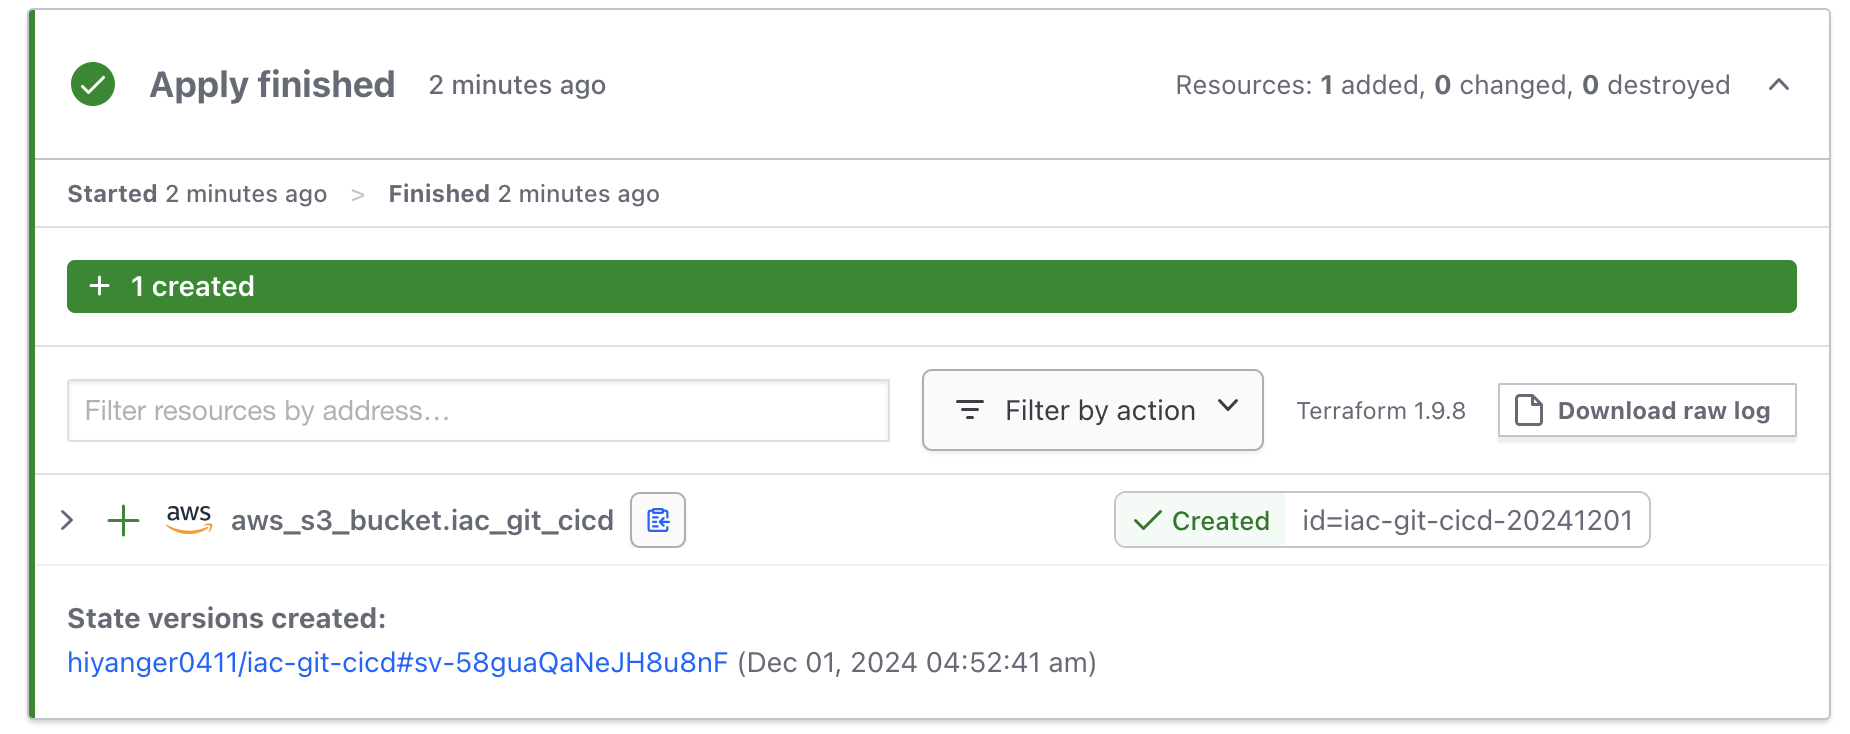 Apply finished 2 minutes ago Resources: 1 added, 0 changed, 0 destroyed
Started 2 minutes ago > Finished 2 minutes ago
+ 1 created
Filter resources by address... Filter by action Terraform 1.9.8 Download raw log
aws aws_s3_bucket.iac_git_cicd Created id=iac-git-cicd-20241201
State versions created:
hiyanger0411/iac-git-cicd#sv-58guaQaNeJH8u8nF (Dec 01, 2024 04:52:41 am)